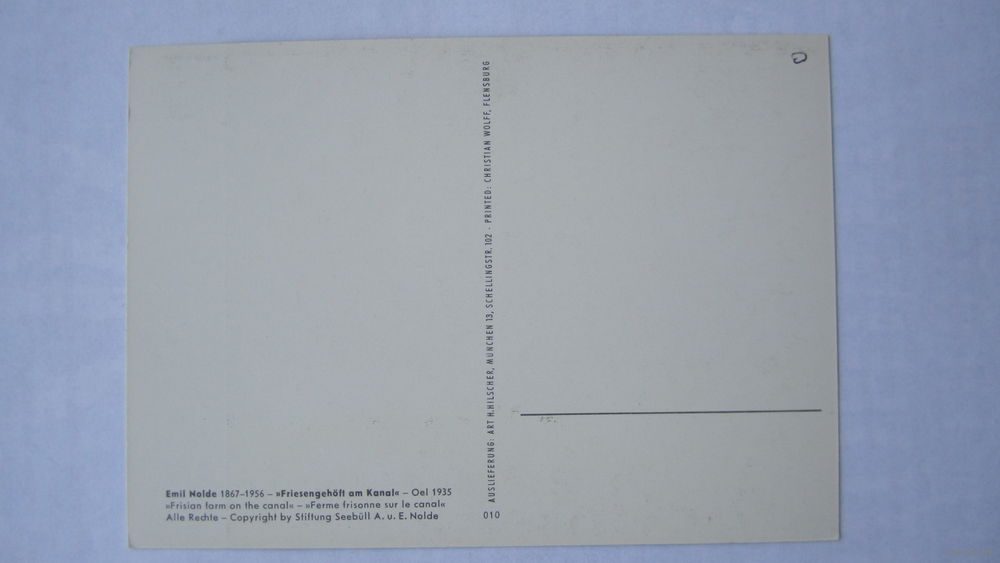 Emil Nolde 1867–1956 – »Friesengehöft am Kanal« – Oel 1935
»Frisian farm on the canal« – »Ferme frisonne sur le canal«
Alle Rechte – Copyright by Stiftung Seebüll A. u. E. Nolde
AUSLIEFERUNG: ART H.HILSCHER, MÜNCHEN 13, SCHELLINGSTR. 102 · PRINTED: CHRISTIAN WOLFF, FLENSBURG
010